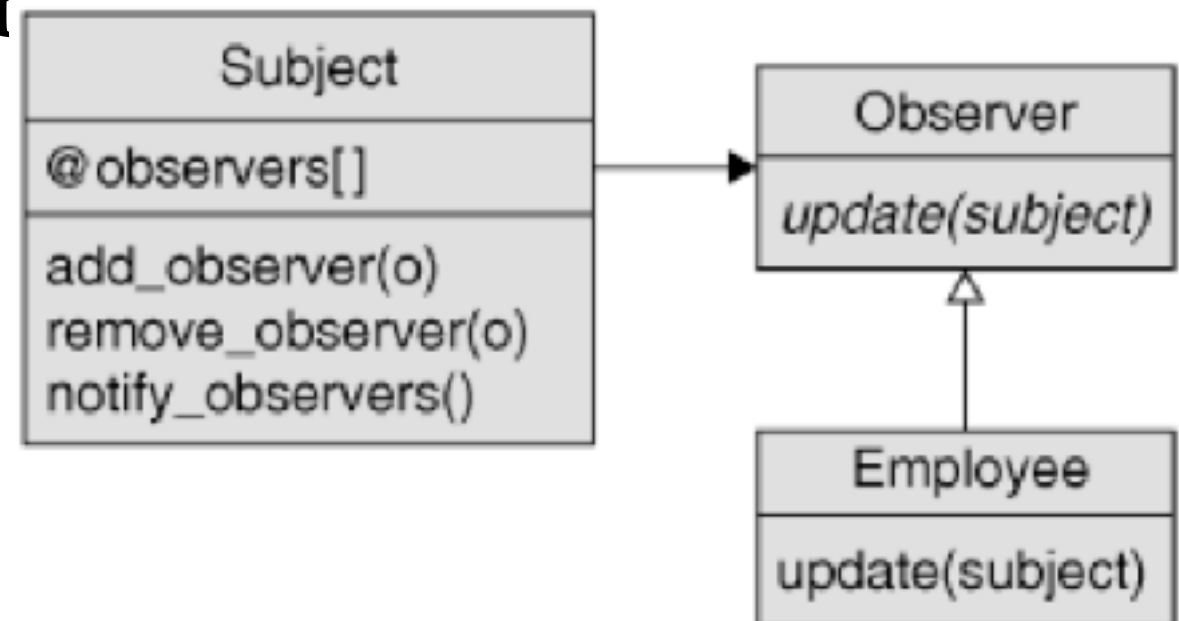 Subject
@observers[]
add_observer(o)
remove_observer(o)
notify_observers()
Observer
update(subject)
Employee
update(subject)